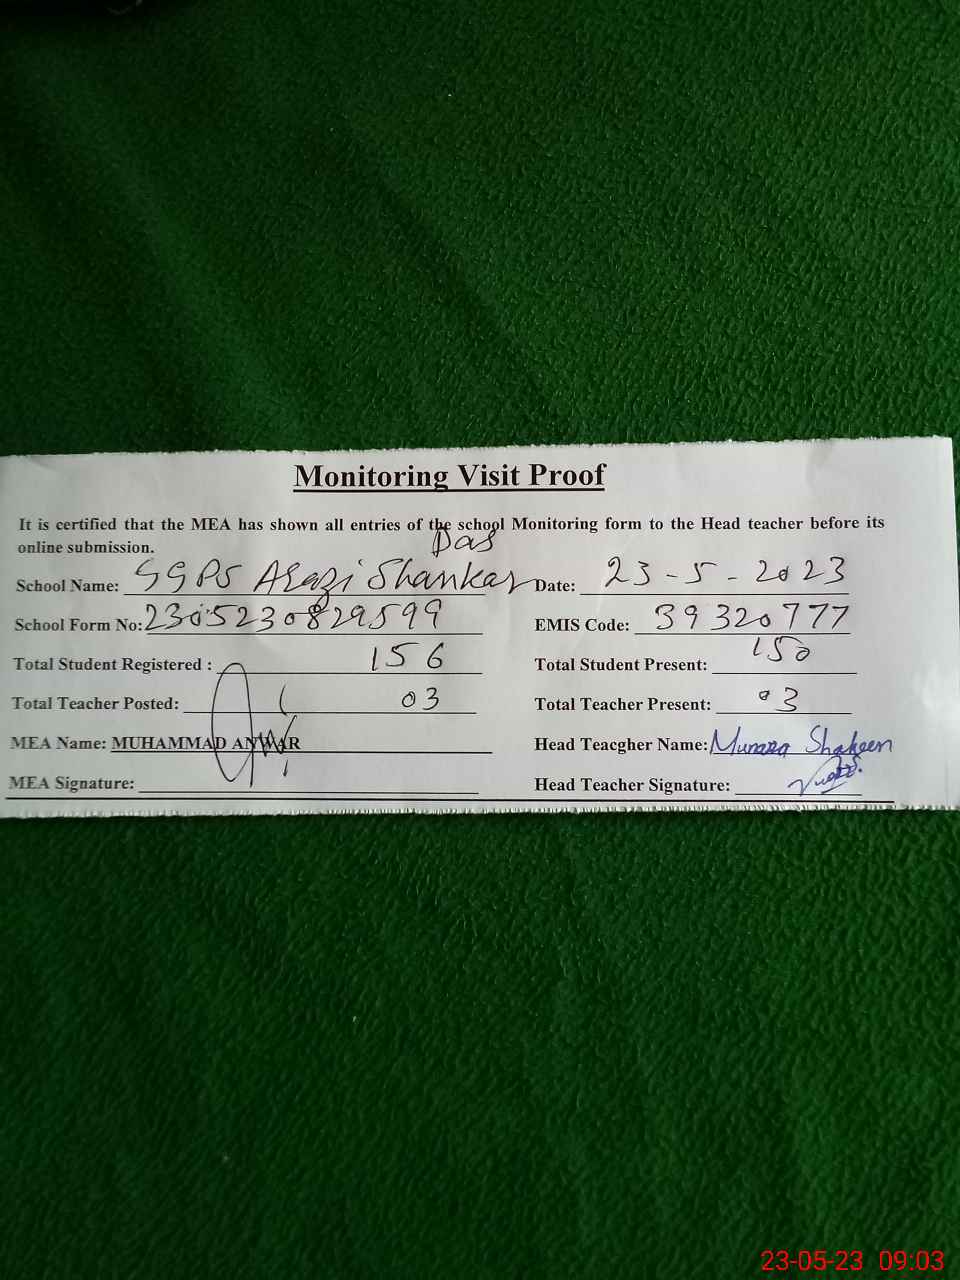 Monitoring Visit Proof
It is certified that the MEA has shown all entries of the school Monitoring form to the Head teacher before its
online submission.
Das
School Name: GGPS Arazi Shankar Date: 23-5-2023
School Form No: 2305230829599 EMIS Code: 39320777
Total Student Registered : 156 Total Student Present: 150
Total Teacher Posted: 03 Total Teacher Present: 03
MEA Name: MUHAMMAD ANWAR Head Teacgher Name: Munaza Shaheen
MEA Signature: Head Teacher Signature:
23-05-23 09:03